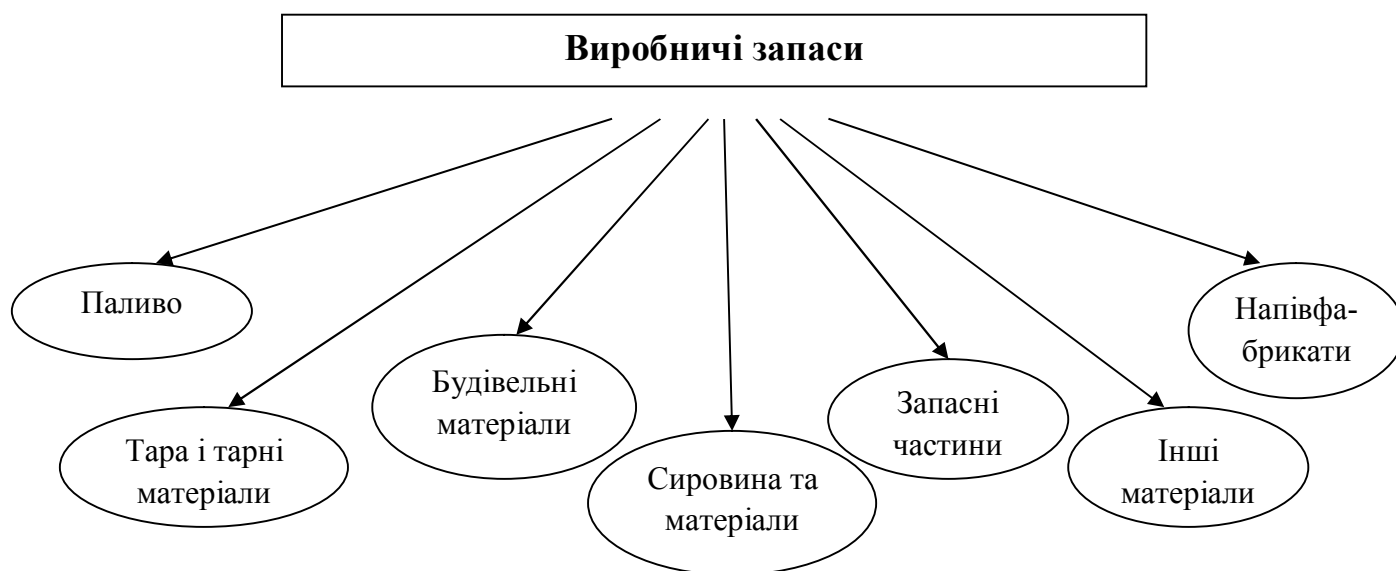 Виробничі запаси
Паливо
Тара і тарні
матеріали
Будівельні
матеріали
Сировина та
матеріали
Запасні
частини
Інші
матеріали
Напівфа-
брикати